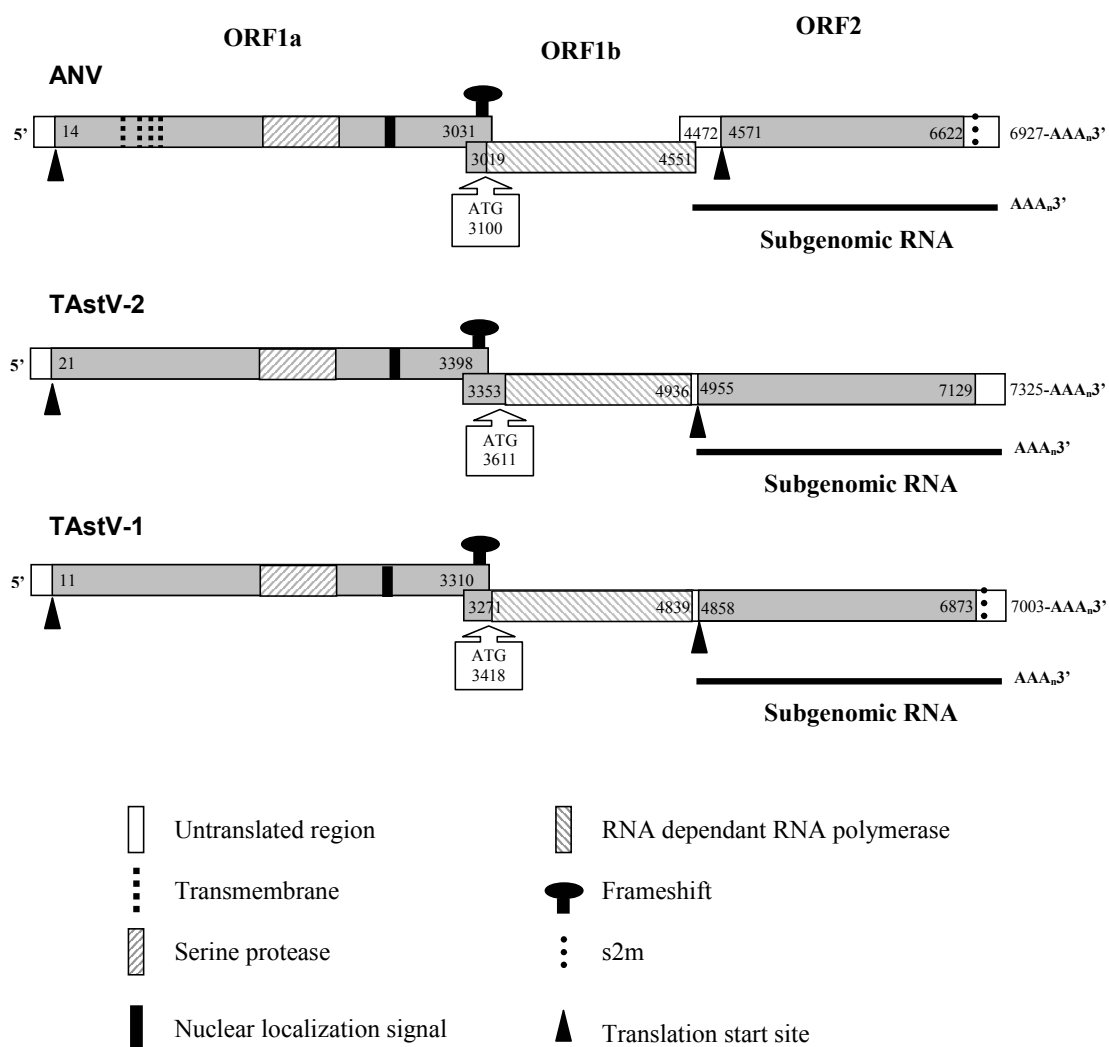 ORF1a ORF1b ORF2
ANV
5' 14 3031 3019 4551 4472 4571 6622 6927-AAAn3'
ATG
3100
AAAn3'
Subgenomic RNA
TAstV-2
5' 21 3398 3353 4936 4955 7129 7325-AAAn3'
ATG
3611
AAAn3'
Subgenomic RNA
TAstV-1
5' 11 3310 3271 4839 4858 6873 7003-AAAn3'
ATG
3418
AAAn3'
Subgenomic RNA
Untranslated region
RNA dependant RNA polymerase
Transmembrane
Frameshift
Serine protease
s2m
Nuclear localization signal
Translation start site